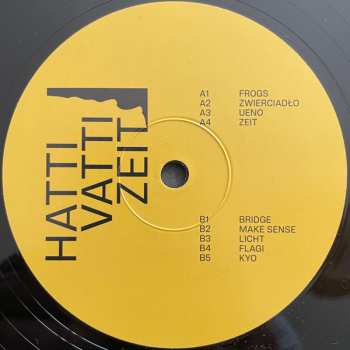 HATTI
VATTI
ZEIT
A1 FROGS
A2 ZWIERCIADŁO
A3 UENO
A4 ZEIT
B1 BRIDGE
B2 MAKE SENSE
B3 LICHT
B4 FLAGI
B5 KYO